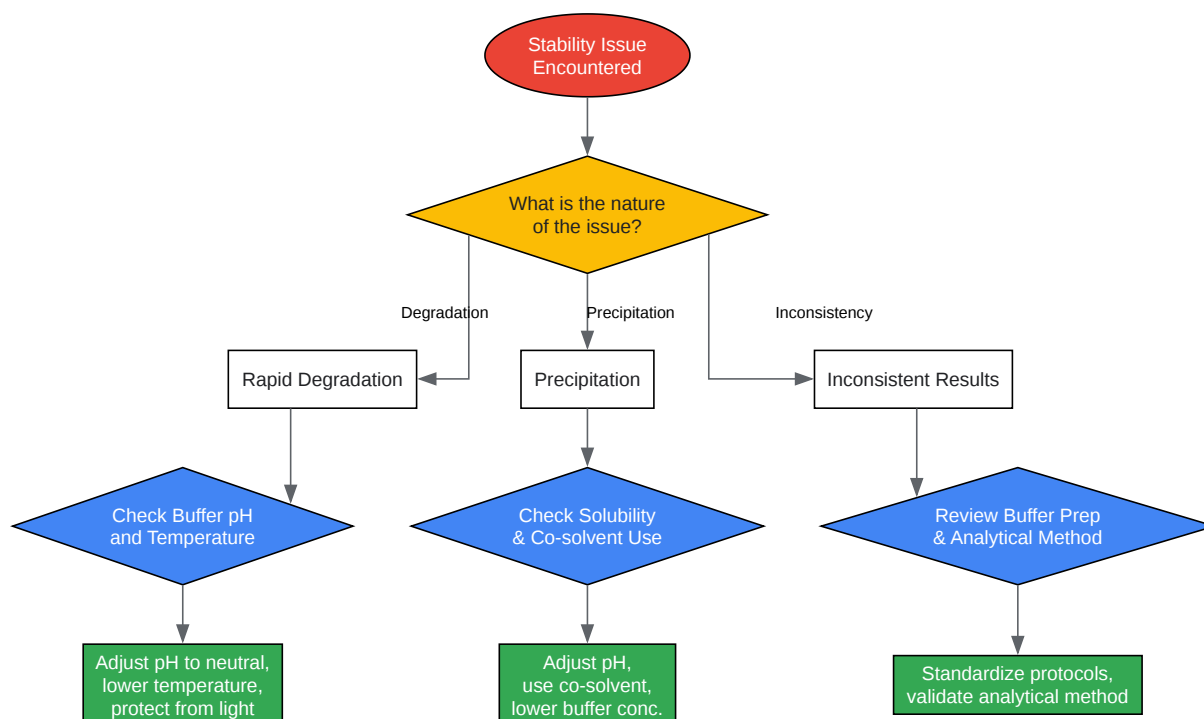 Stability Issue
Encountered
What is the nature
of the issue?
Degradation
Precipitation
Inconsistency
Rapid Degradation
Precipitation
Inconsistent Results
Check Buffer pH
and Temperature
Check Solubility
& Co-solvent Use
Review Buffer Prep
& Analytical Method
Adjust pH to neutral,
lower temperature,
protect from light
Adjust pH,
use co-solvent,
lower buffer conc.
Standardize protocols,
validate analytical method